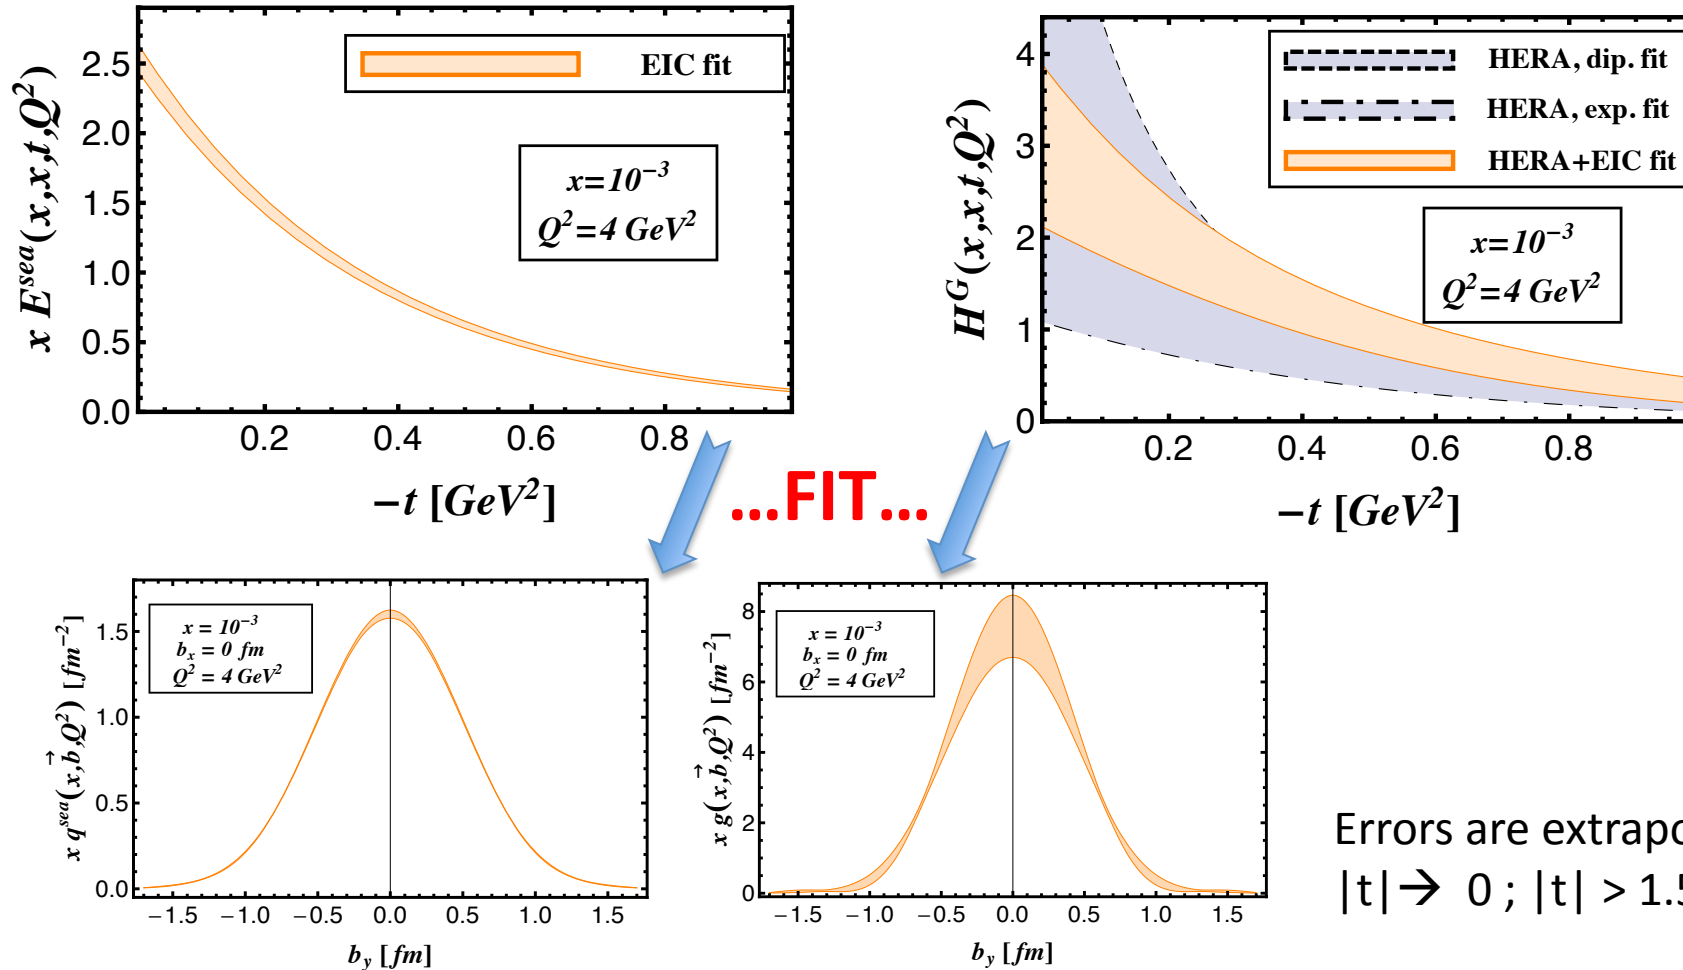 x E^sea(x,x,t,Q²)
2.5
2.0
1.5
1.0
0.5
0.0
EIC fit
x=10⁻³
Q²=4 GeV²
0.2 0.4 0.6 0.8
−t [GeV²]
H^G(x,x,t,Q²)
4
3
2
1
0
HERA, dip. fit
HERA, exp. fit
HERA+EIC fit
x=10⁻³
Q²=4 GeV²
0.2 0.4 0.6 0.8
−t [GeV²]
...FIT...
x q^sea(x,b⃗,Q²) [fm⁻²]
1.5
1.0
0.5
0.0
x = 10⁻³
b_x = 0 fm
Q² = 4 GeV²
−1.5 −1.0 −0.5 0.0 0.5 1.0 1.5
b_y [fm]
x g(x,b⃗,Q²) [fm⁻²]
8
6
4
2
0
x = 10⁻³
b_x = 0 fm
Q² = 4 GeV²
−1.5 −1.0 −0.5 0.0 0.5 1.0 1.5
b_y [fm]
Errors are extrapo
|t|→ 0 ; |t| > 1.5